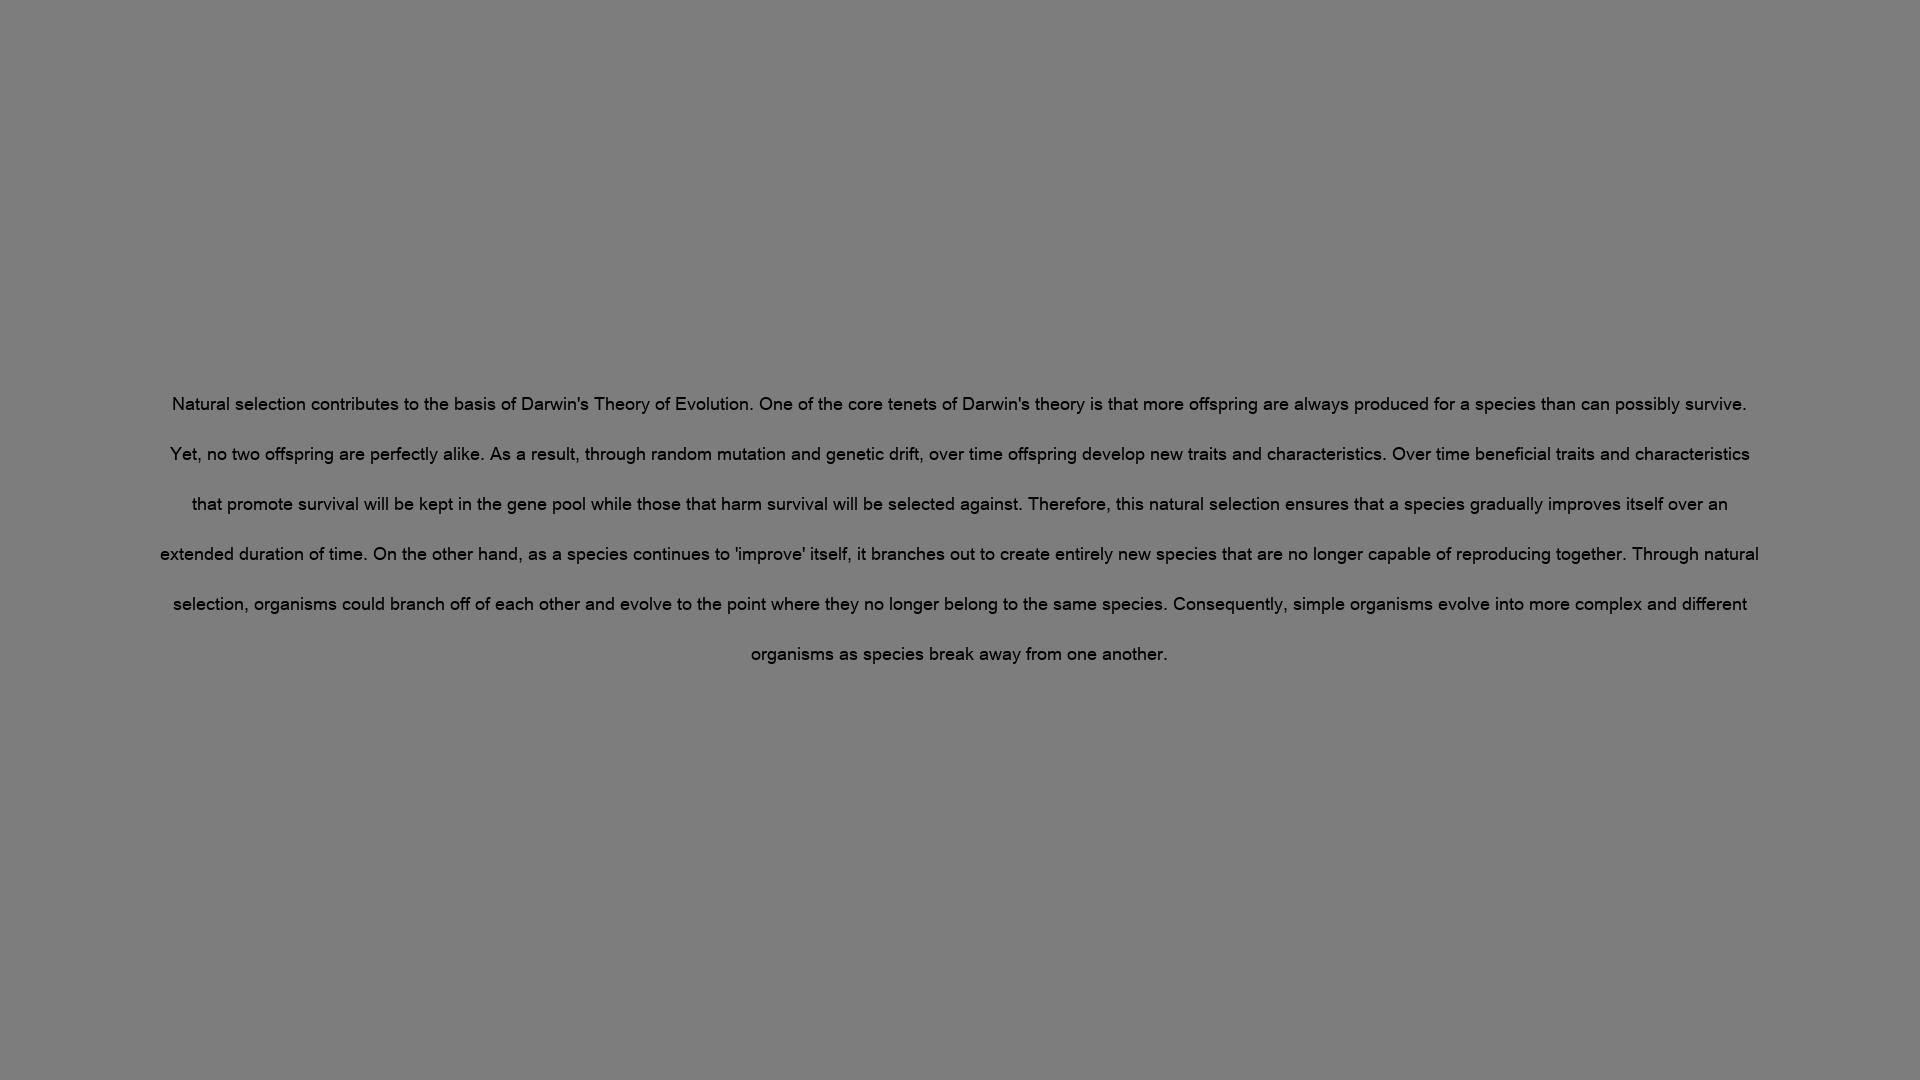 Natural selection contributes to the basis of Darwin's Theory of Evolution. One of the core tenets of Darwin's theory is that more offspring are always produced for a species than can possibly survive.
Yet, no two offspring are perfectly alike. As a result, through random mutation and genetic drift, over time offspring develop new traits and characteristics. Over time beneficial traits and characteristics
that promote survival will be kept in the gene pool while those that harm survival will be selected against. Therefore, this natural selection ensures that a species gradually improves itself over an
extended duration of time. On the other hand, as a species continues to 'improve' itself, it branches out to create entirely new species that are no longer capable of reproducing together. Through natural
selection, organisms could branch off of each other and evolve to the point where they no longer belong to the same species. Consequently, simple organisms evolve into more complex and different
organisms as species break away from one another.